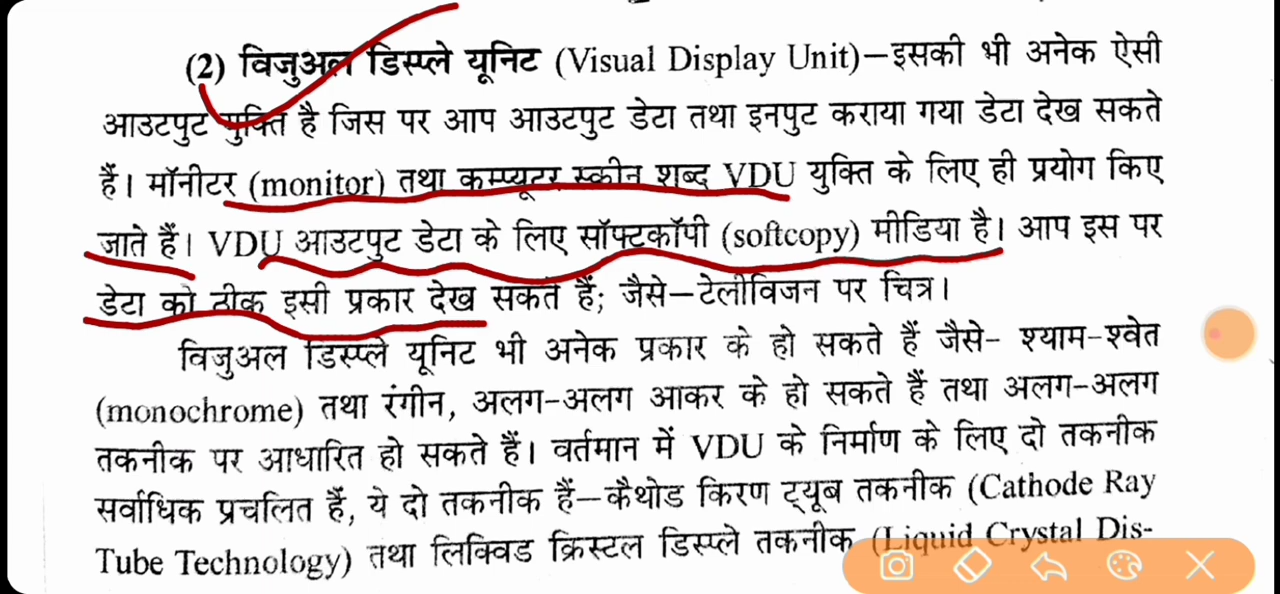 (2) विजुअल डिस्प्ले यूनिट (Visual Display Unit)–इसकी भी अनेक ऐसी
आउटपुट युक्ति है जिस पर आप आउटपुट डेटा तथा इनपुट कराया गया डेटा देख सकते
हैं। मॉनीटर (monitor) तथा कम्प्यूटर स्क्रीन शब्द VDU युक्ति के लिए ही प्रयोग किए
जाते हैं। VDU आउटपुट डेटा के लिए सॉफ्टकॉपी (softcopy) मीडिया है। आप इस पर
डेटा को ठीक इसी प्रकार देख सकते हैं; जैसे–टेलीविजन पर चित्र।
विजुअल डिस्प्ले यूनिट भी अनेक प्रकार के हो सकते हैं जैसे- श्याम-श्वेत
(monochrome) तथा रंगीन, अलग-अलग आकर के हो सकते हैं तथा अलग-अलग
तकनीक पर आधारित हो सकते हैं। वर्तमान में VDU के निर्माण के लिए दो तकनीक
सर्वाधिक प्रचलित हैं, ये दो तकनीक हैं–कैथोड किरण ट्यूब तकनीक (Cathode Ray
Tube Technology) तथा लिक्विड क्रिस्टल डिस्प्ले तकनीक (Liquid Crystal Dis-